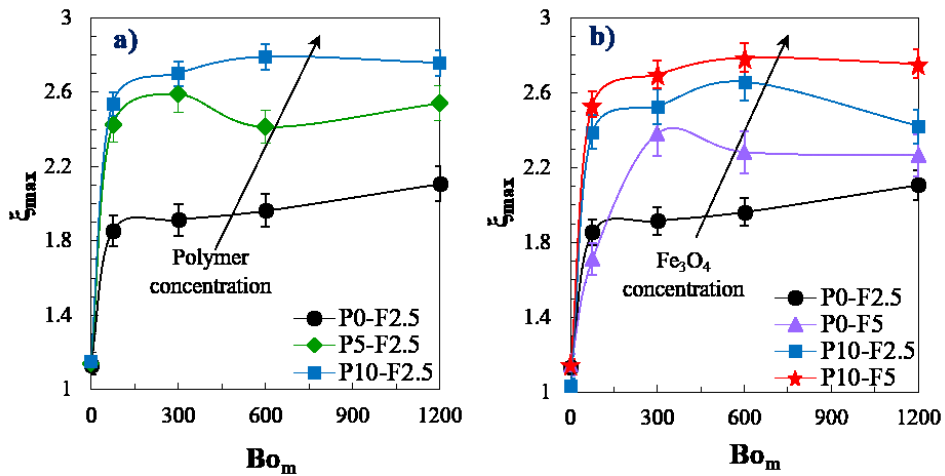 a)
3
2.6
2.2
1.8
1.4
1
ξmax
0 300 600 900 1200
Bom
Polymer
concentration
P0-F2.5
P5-F2.5
P10-F2.5
b)
3
2.6
2.2
1.8
1.4
1
ξmax
0 300 600 900 1200
Bom
Fe3O4
concentration
P0-F2.5
P0-F5
P10-F2.5
P10-F5